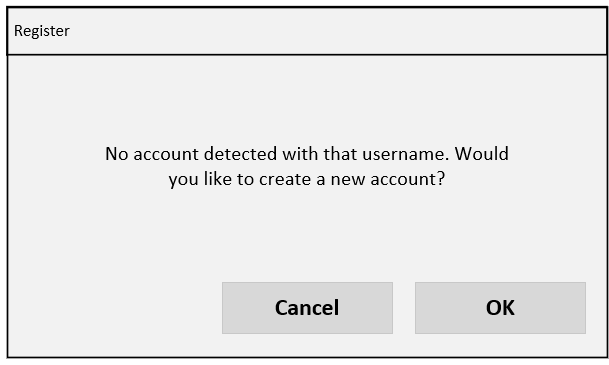 Register
No account detected with that username. Would
you like to create a new account?
Cancel
OK